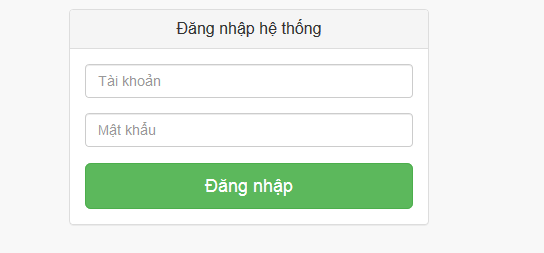 Đăng nhập hệ thống
Tài khoản
Mật khẩu
Đăng nhập